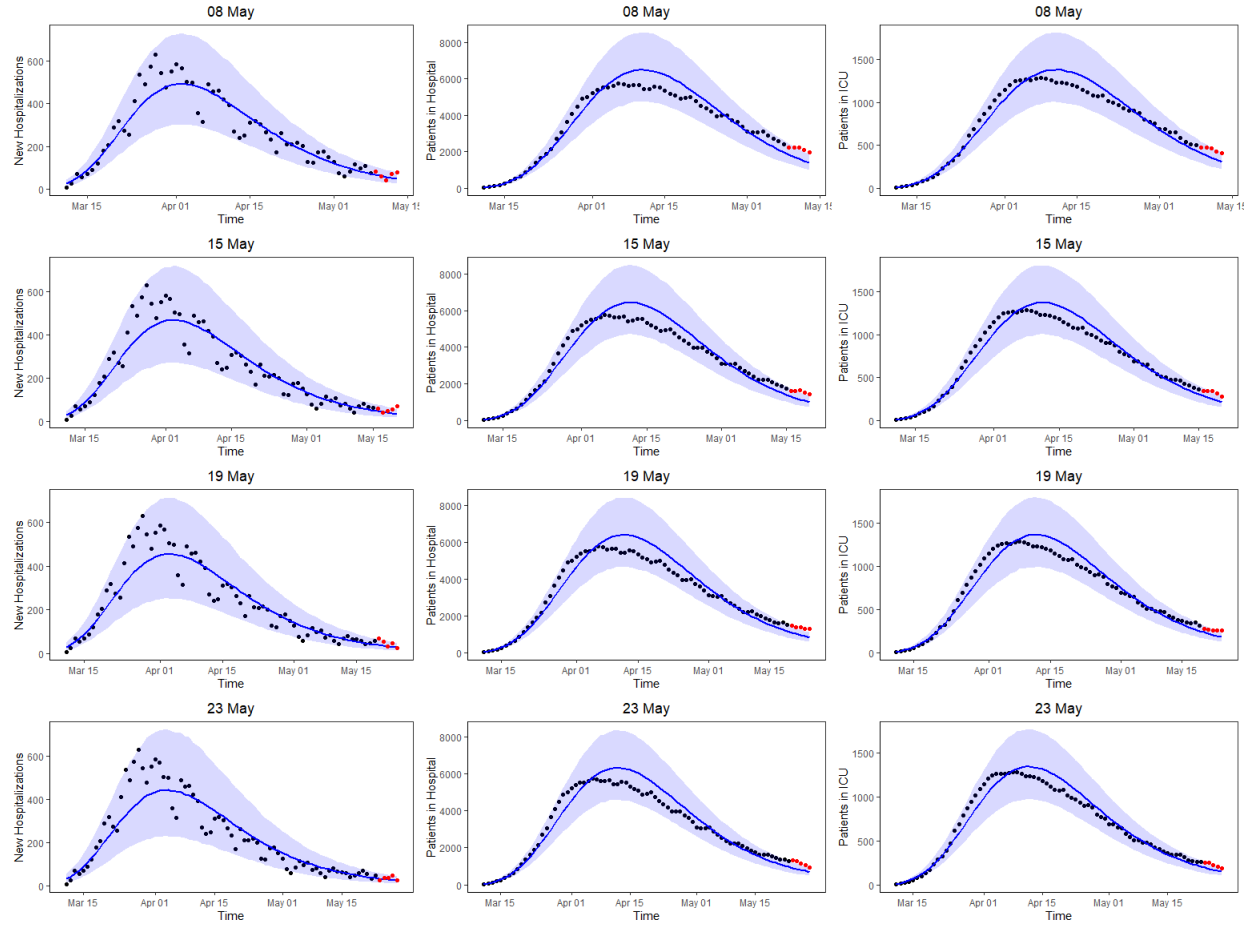 08 May
08 May
08 May
New Hospitalizations
600
400
200
0
Mar 15
Apr 01
Apr 15
May 01
May 15
Time
Patients in Hospital
8000
6000
4000
2000
0
Mar 15
Apr 01
Apr 15
May 01
May 15
Time
Patients in ICU
1500
1000
500
0
Mar 15
Apr 01
Apr 15
May 01
May 15
Time
15 May
15 May
15 May
New Hospitalizations
600
400
200
0
Mar 15
Apr 01
Apr 15
May 01
May 15
Time
Patients in Hospital
8000
6000
4000
2000
0
Mar 15
Apr 01
Apr 15
May 01
May 15
Time
Patients in ICU
1500
1000
500
0
Mar 15
Apr 01
Apr 15
May 01
May 15
Time
19 May
19 May
19 May
New Hospitalizations
600
400
200
0
Mar 15
Apr 01
Apr 15
May 01
May 15
Time
Patients in Hospital
8000
6000
4000
2000
0
Mar 15
Apr 01
Apr 15
May 01
May 15
Time
Patients in ICU
1500
1000
500
0
Mar 15
Apr 01
Apr 15
May 01
May 15
Time
23 May
23 May
23 May
New Hospitalizations
600
400
200
0
Mar 15
Apr 01
Apr 15
May 01
May 15
Time
Patients in Hospital
8000
6000
4000
2000
0
Mar 15
Apr 01
Apr 15
May 01
May 15
Time
Patients in ICU
1500
1000
500
0
Mar 15
Apr 01
Apr 15
May 01
May 15
Time